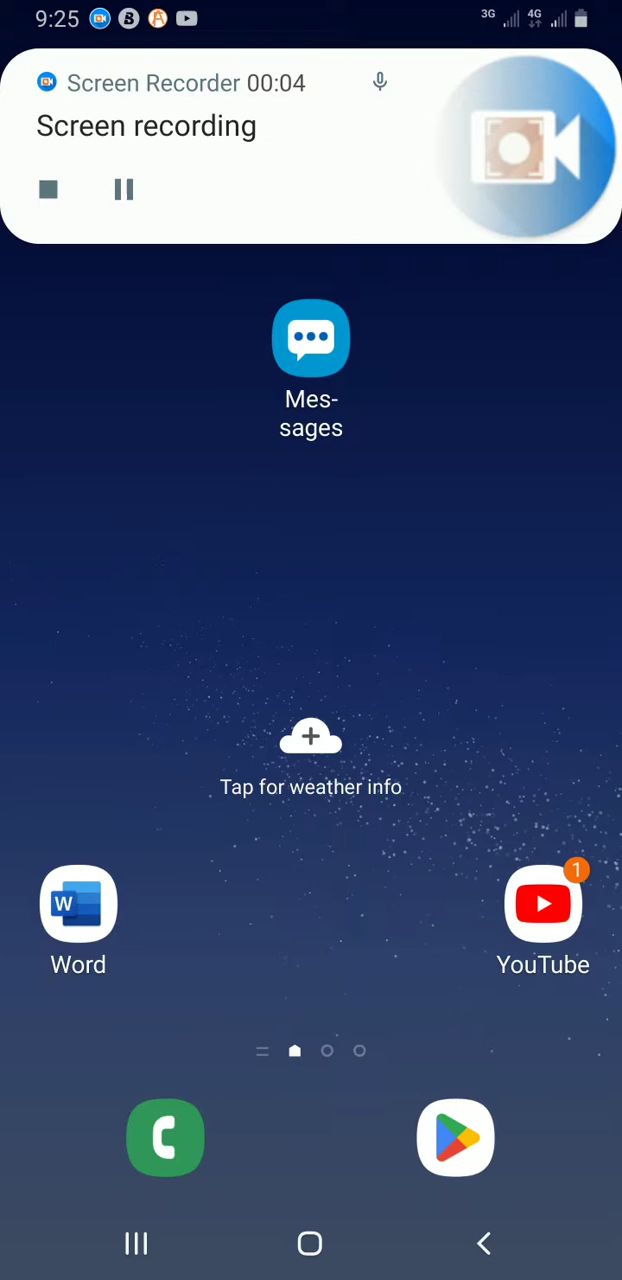 9:25
3G 4G
Screen Recorder 00:04
Screen recording
Mes-
sages
Tap for weather info
1
W
Word
YouTube